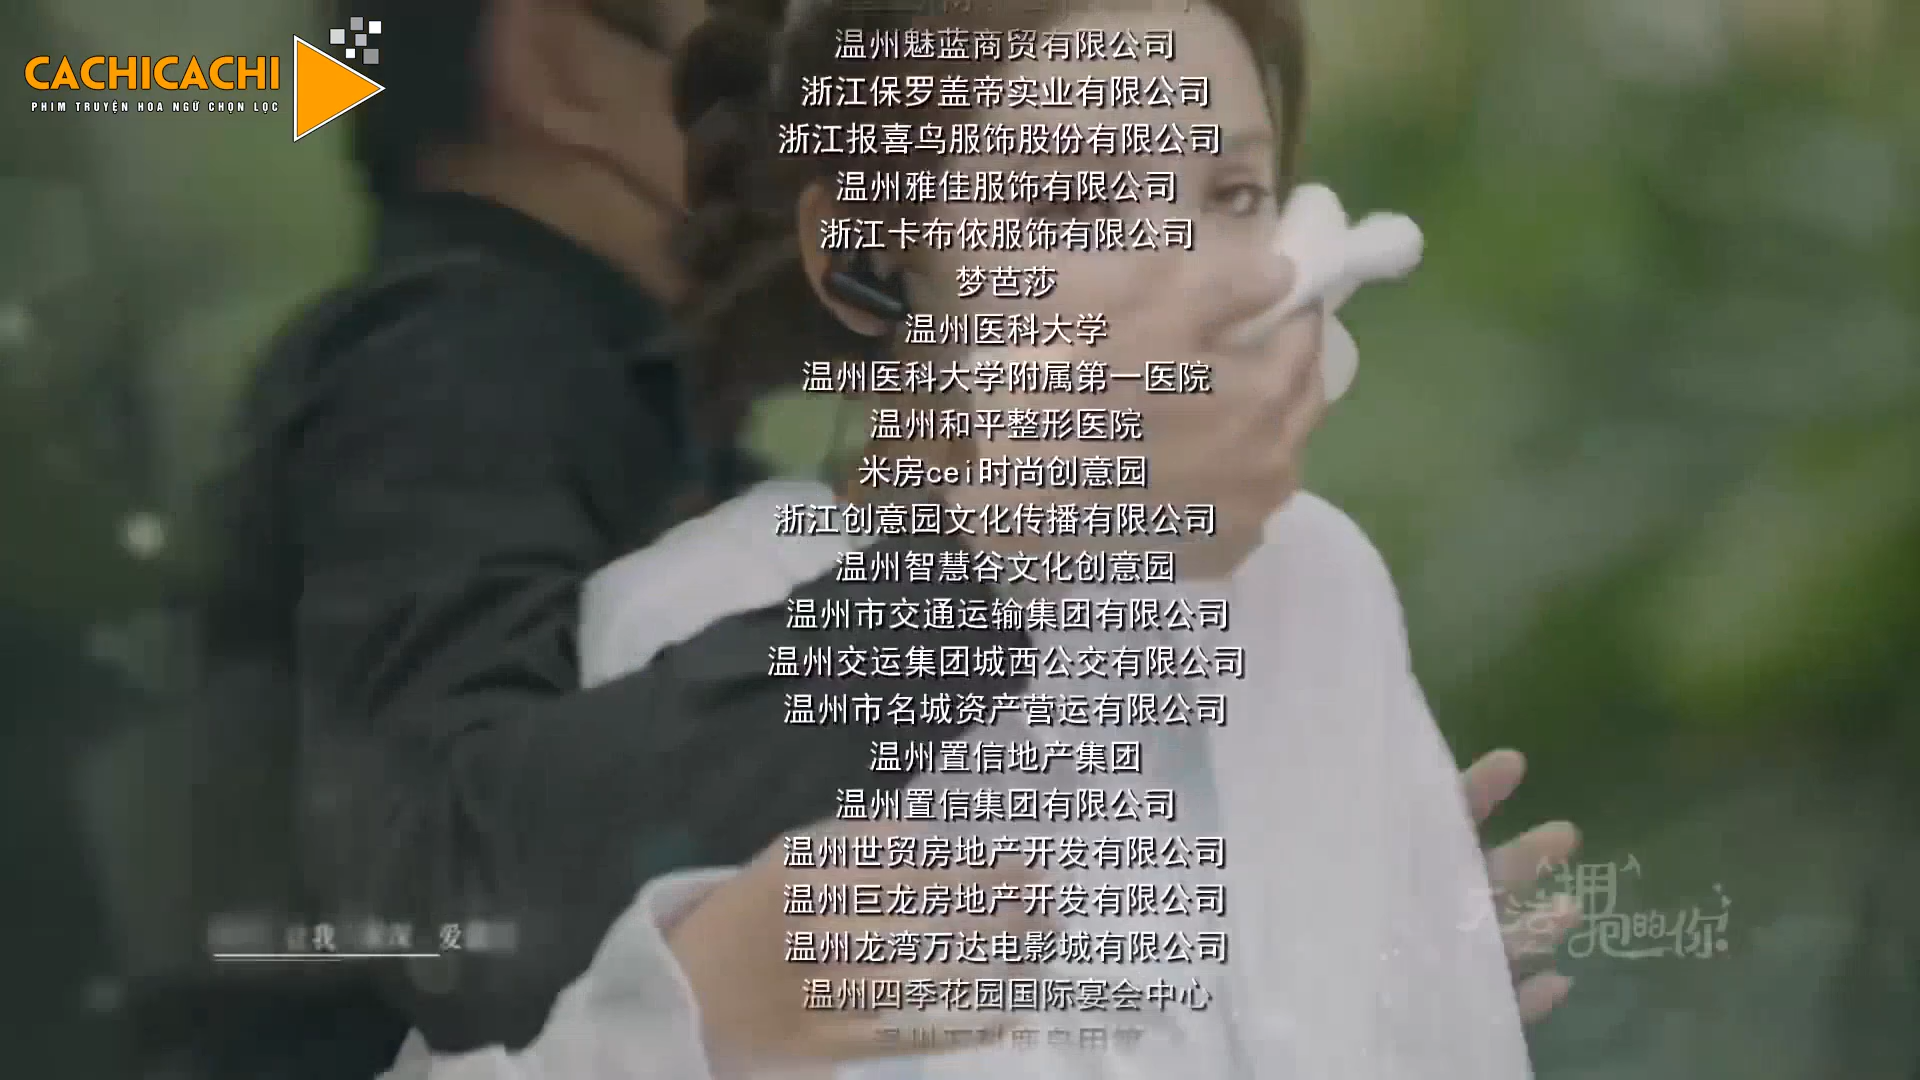 CACHICACHI
PHIM TRUYỆN HOA NGỮ CHỌN LỌC
温州魅蓝商贸有限公司
浙江保罗盖帝实业有限公司
浙江报喜鸟服饰股份有限公司
温州雅佳服饰有限公司
浙江卡布依服饰有限公司
梦芭莎
温州医科大学
温州医科大学附属第一医院
温州和平整形医院
米房cei时尚创意园
浙江创意园文化传播有限公司
温州智慧谷文化创意园
温州市交通运输集团有限公司
温州交运集团城西公交有限公司
温州市名城资产营运有限公司
温州置信地产集团
温州置信集团有限公司
温州世贸房地产开发有限公司
温州巨龙房地产开发有限公司
温州龙湾万达电影城有限公司
温州四季花园国际宴会中心
我 爱
无法拥抱的你